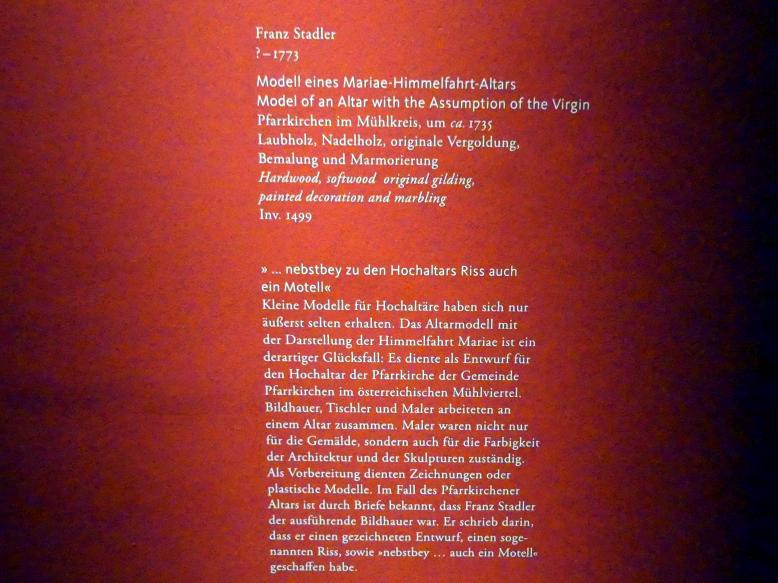 Franz Stadler
?–1773
Modell eines Mariae-Himmelfahrt-Altars
Model of an Altar with the Assumption of the Virgin
Pfarrkirchen im Mühlkreis, um ca. 1735
Laubholz, Nadelholz, originale Vergoldung,
Bemalung und Marmorierung
Hardwood, softwood original gilding,
painted decoration and marbling
Inv. 1499
» ... nebstbey zu den Hochaltars Riss auch
ein Motell«
Kleine Modelle für Hochaltäre haben sich nur
äußerst selten erhalten. Das Altarmodell mit
der Darstellung der Himmelfahrt Mariae ist ein
derartiger Glücksfall: Es diente als Entwurf für
den Hochaltar der Pfarrkirche der Gemeinde
Pfarrkirchen im österreichischen Mühlviertel.
Bildhauer, Tischler und Maler arbeiteten an
einem Altar zusammen. Maler waren nicht nur
für die Gemälde, sondern auch für die Farbigkeit
der Architektur und der Skulpturen zuständig.
Als Vorbereitung dienten Zeichnungen oder
plastische Modelle. Im Fall des Pfarrkirchener
Altars ist durch Briefe bekannt, dass Franz Stadler
der ausführende Bildhauer war. Er schrieb darin,
dass er einen gezeichneten Entwurf, einen soge-
nannten Riss, sowie »nebstbey ... auch ein Motell«
geschaffen habe.